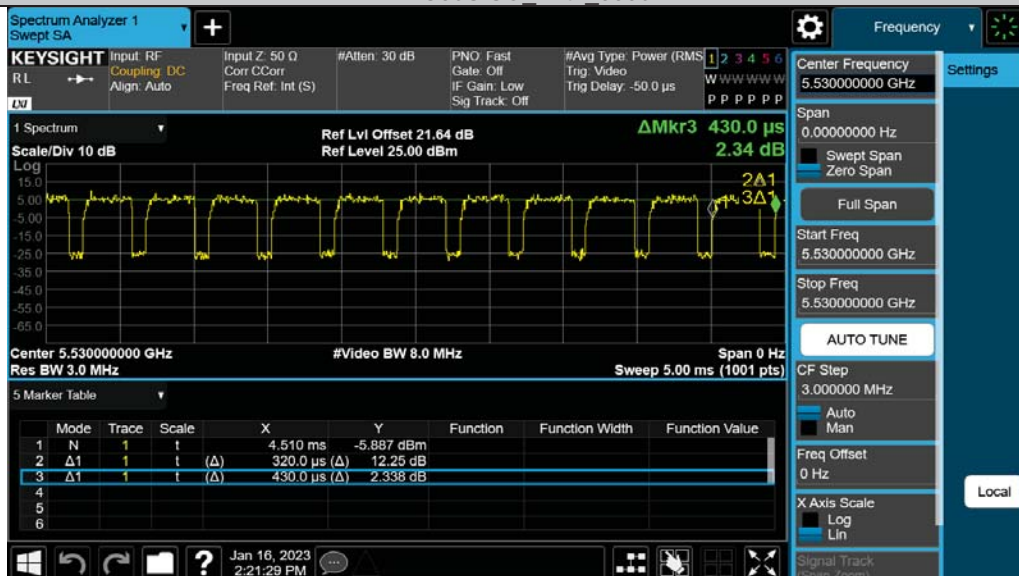 Spectrum Analyzer 1
Swept SA
Frequency
KEYSIGHT
RL
LXI
Input: RF
Coupling: DC
Align: Auto
Input Z: 50 Ω
Corr CCorr
Freq Ref: Int (S)
#Atten: 30 dB
PNO: Fast
Gate: Off
IF Gain: Low
Sig Track: Off
#Avg Type: Power (RMS
Trig: Video
Trig Delay: -50.0 µs
1 2 3 4 5 6
W W W W W W
P P P P P P
1 Spectrum
Scale/Div 10 dB
Ref Lvl Offset 21.64 dB
Ref Level 25.00 dBm
ΔMkr3 430.0 µs
2.34 dB
Log
15.0
5.00
-5.00
-15.0
-25.0
-35.0
-45.0
-55.0
-65.0
2Δ1
3Δ1
Center 5.530000000 GHz
#Video BW 8.0 MHz
Span 0 Hz
Res BW 3.0 MHz
Sweep 5.00 ms (1001 pts)
5 Marker Table
Mode Trace Scale X Y Function Function Width Function Value
1 N 1 t 4.510 ms -5.887 dBm
2 Δ1 1 t (Δ) 320.0 µs (Δ) 12.25 dB
3 Δ1 1 t (Δ) 430.0 µs (Δ) 2.338 dB
4
5
6
Jan 16, 2023
2:21:29 PM
Center Frequency
5.530000000 GHz
Settings
Span
0.00000000 Hz
Swept Span
Zero Span
Full Span
Start Freq
5.530000000 GHz
Stop Freq
5.530000000 GHz
AUTO TUNE
CF Step
3.000000 MHz
Auto
Man
Freq Offset
0 Hz
Local
X Axis Scale
Log
Lin
Signal Track
(Span Zoom)